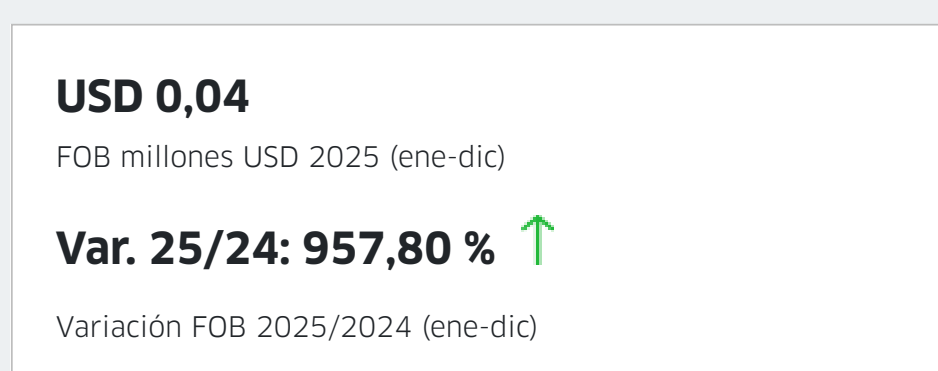 USD 0,04
FOB millones USD 2025 (ene-dic)
Var. 25/24: 957,80 %
Variación FOB 2025/2024 (ene-dic)